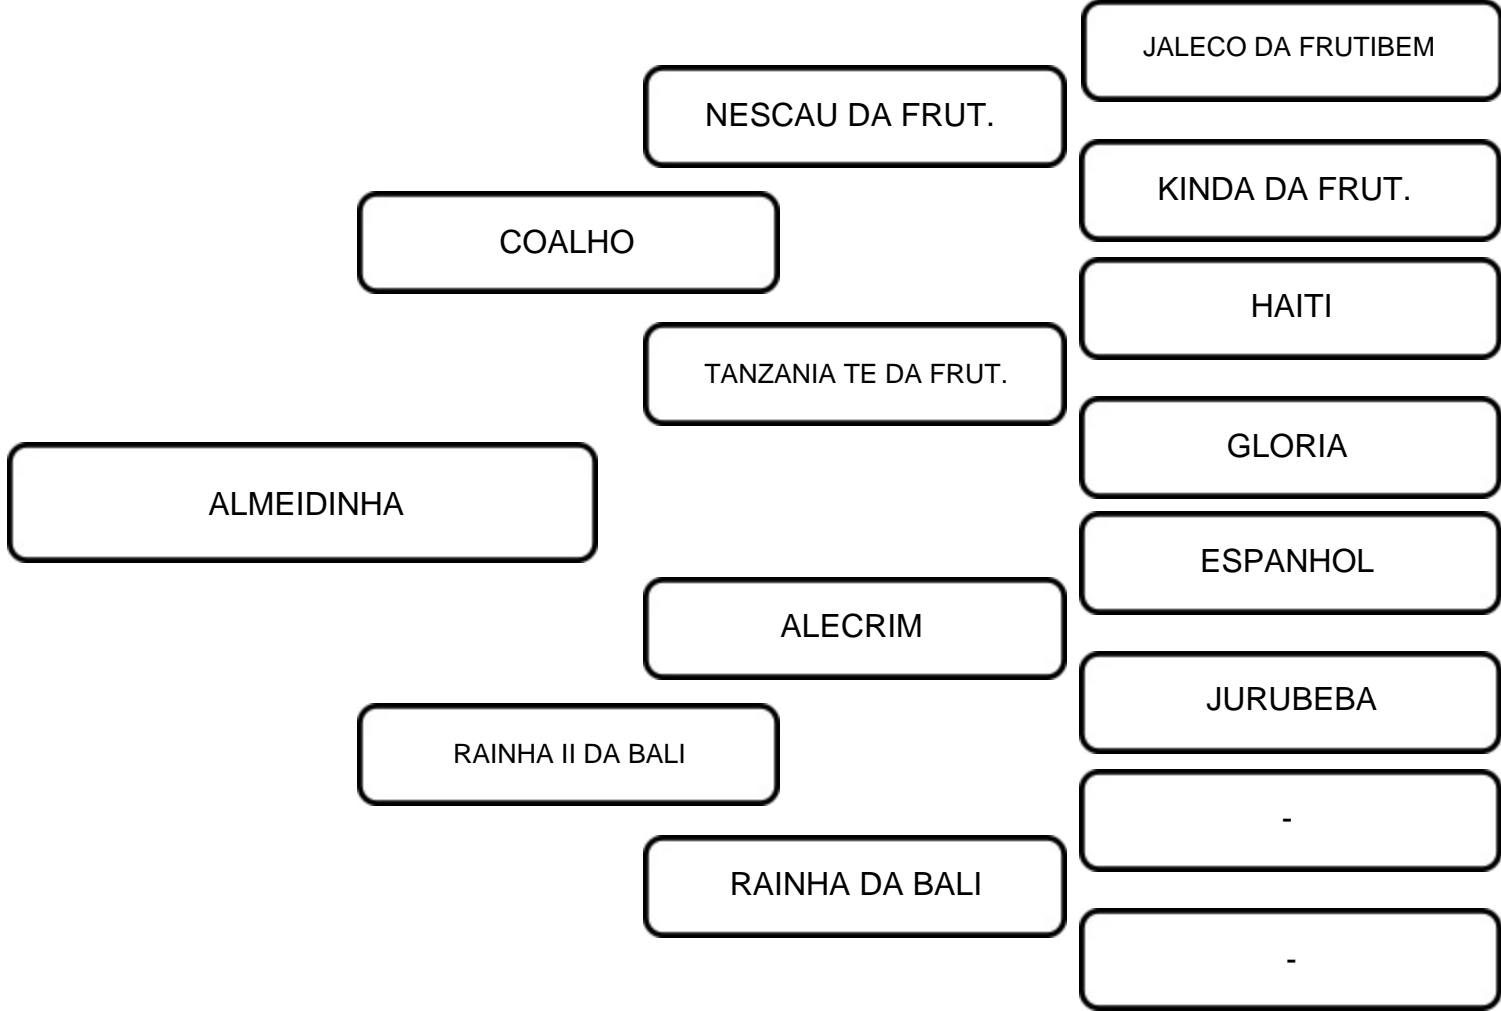 JALECO DA FRUTIBEM
NESCAU DA FRUT.
KINDA DA FRUT.
COALHO
HAITI
TANZANIA TE DA FRUT.
GLORIA
ALMEIDINHA
ESPANHOL
ALECRIM
JURUBEBA
RAINHA II DA BALI
-
RAINHA DA BALI
-